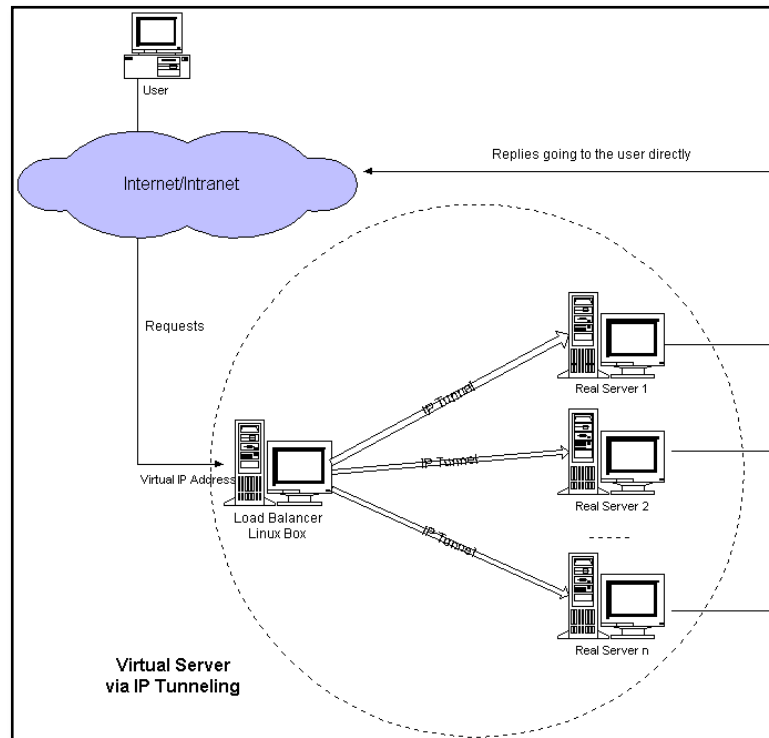 User
Internet/Intranet
Replies going to the user directly
Requests
IP Tunnel
Real Server 1
Virtual IP Address
IP Tunnel
Load Balancer
Linux Box
Real Server 2
IP Tunnel
Real Server n
Virtual Server
via IP Tunneling